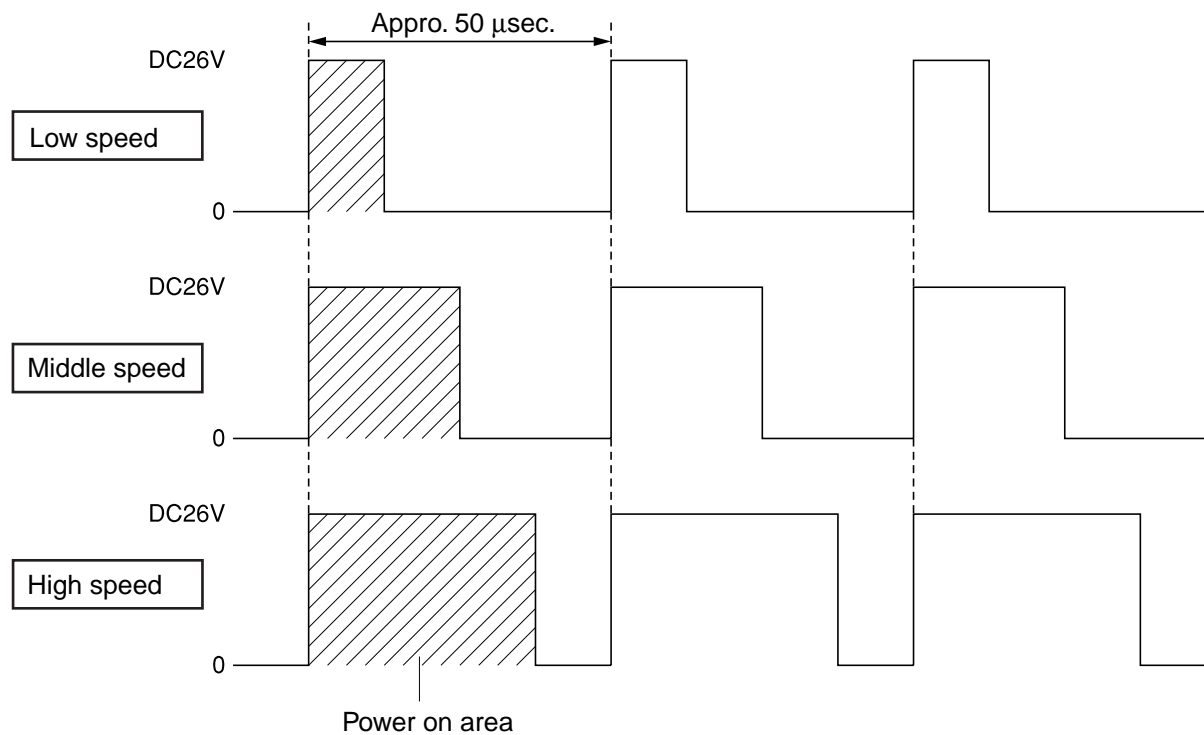 Appro. 50 μsec.
DC26V
Low speed
0
DC26V
Middle speed
0
DC26V
High speed
0
Power on area